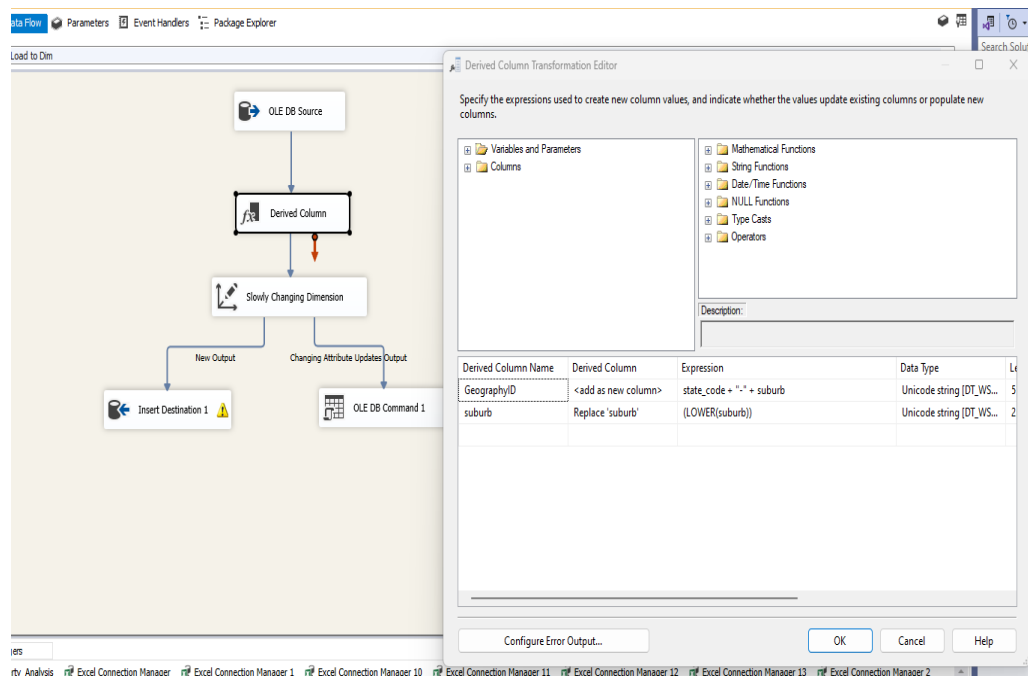 ata Flow Parameters Event Handlers Package Explorer
Search Solut
Load to Dim
OLE DB Source
Derived Column
Slowly Changing Dimension
New Output Changing Attribute Updates Output
Insert Destination 1 OLE DB Command 1
Derived Column Transformation Editor
Specify the expressions used to create new column values, and indicate whether the values update existing columns or populate new
columns.
Variables and Parameters
Columns
Mathematical Functions
String Functions
Date/Time Functions
NULL Functions
Type Casts
Operators
Description:
Derived Column Name Derived Column Expression Data Type Le
GeographyID <add as new column> state_code + "-" + suburb Unicode string [DT_WS... 5
suburb Replace 'suburb' (LOWER(suburb)) Unicode string [DT_WS... 2
Configure Error Output... OK Cancel Help
gers
rty_Analysis Excel Connection Manager Excel Connection Manager 1 Excel Connection Manager 10 Excel Connection Manager 11 Excel Connection Manager 12 Excel Connection Manager 13 Excel Connection Manager 2